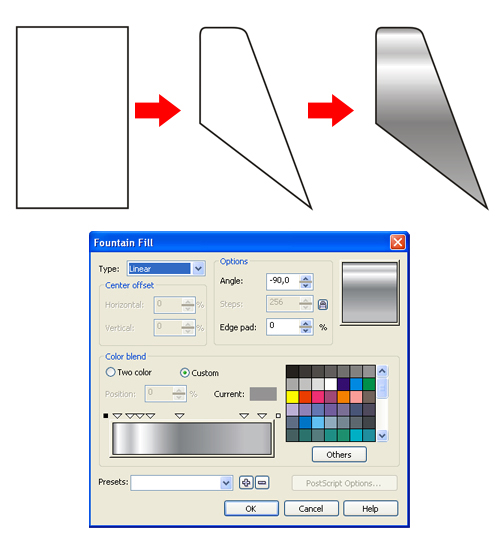 Fountain Fill
Type: Linear
Center offset
Horizontal: 0 %
Vertical: 0 %
Options
Angle: -90,0
Steps: 256
Edge pad: 0 %
Color blend
Two color Custom
Position: 0 % Current:
Others
Presets: PostScript Options...
OK Cancel Help